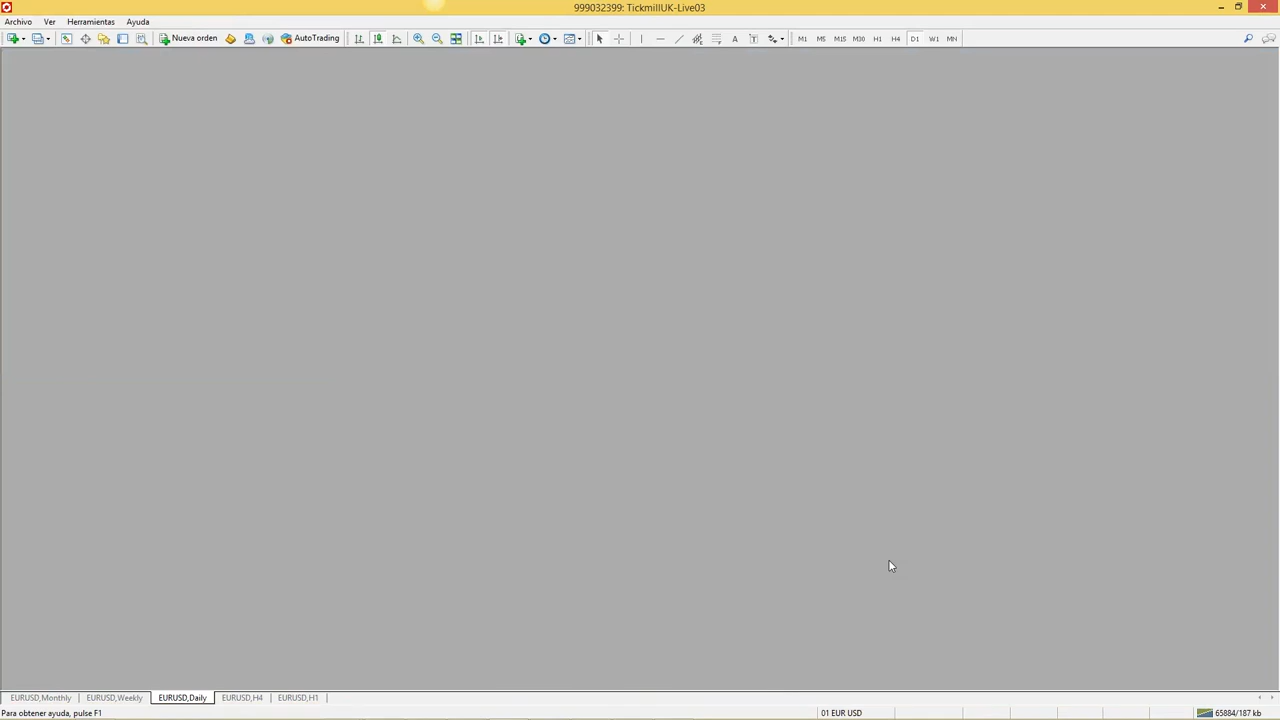 999032399: TickmillUK-Live03
Archivo Ver Herramientas Ayuda
Nueva orden AutoTrading A T M1 M5 M15 M30 H1 H4 D1 W1 MN
EURUSD,Monthly EURUSD,Weekly EURUSD,Daily EURUSD,H4 EURUSD,H1
Para obtener ayuda, pulse F1 01 EUR USD 65884/187 kb